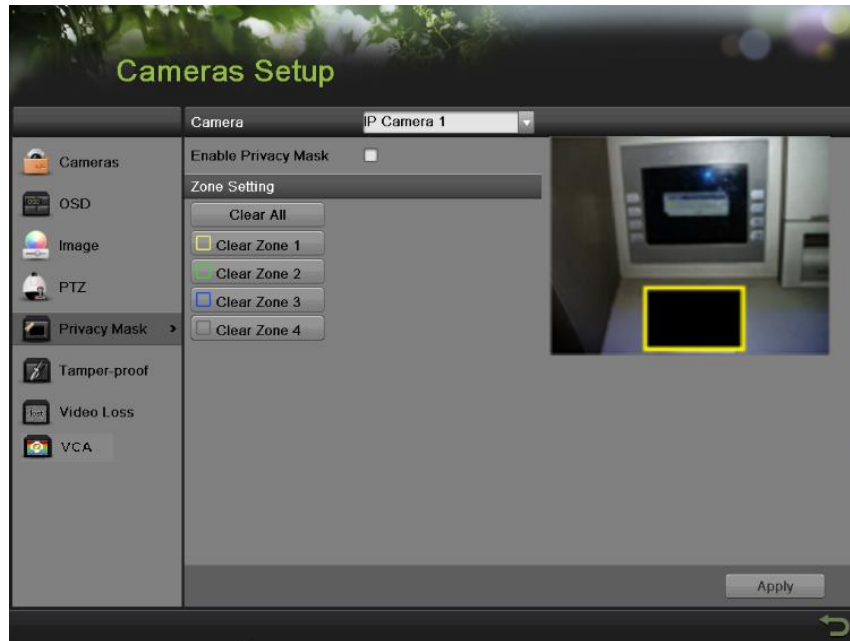 Cameras Setup
Camera
IP Camera 1
Cameras
OSD
Image
PTZ
Privacy Mask >
Tamper-proof
Video Loss
VCA
Enable Privacy Mask
Zone Setting
Clear All
Clear Zone 1
Clear Zone 2
Clear Zone 3
Clear Zone 4
Apply